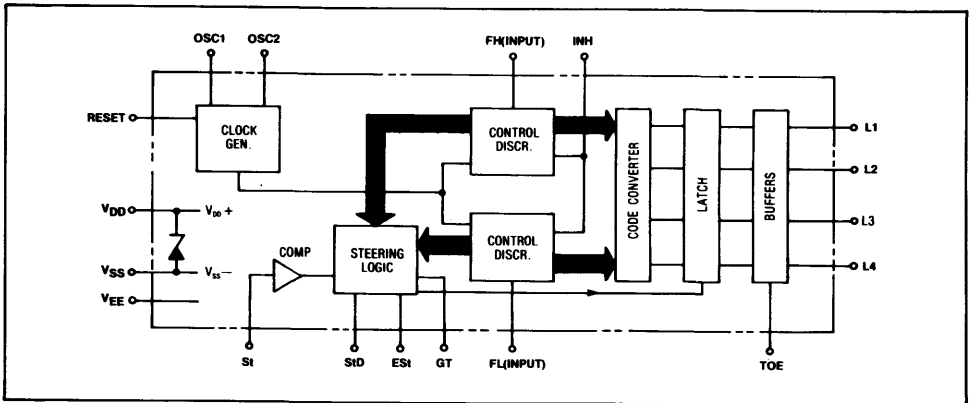 OSC1 OSC2 FH(INPUT) INH
RESET
CLOCK
GEN.
CONTROL
DISCR.
CODE CONVERTER
LATCH
BUFFERS
L1
L2
L3
L4
VDD
VDD +
VSS
VSS —
VEE
COMP
STEERING
LOGIC
CONTROL
DISCR.
St StD ESt GT FL(INPUT) TOE